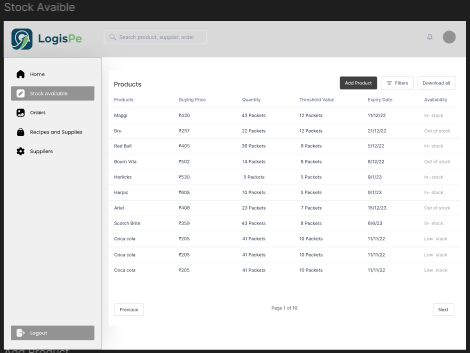 Stock Avaible
LogisPe
Search product, supplier, order
Home
Stock Available
Orders
Recipes and Supplies
Suppliers
Logout
Products
Add Product
Filters
Download all
Products Buying Price Quantity Threshold Value Expiry Date Availability
Maggi ₹430 43 Packets 12 Packets 11/12/22 In- stock
Bru ₹257 22 Packets 12 Packets 21/12/22 Out of stock
Red Bull ₹405 36 Packets 9 Packets 5/12/22 In- stock
Bourn Vita ₹502 14 Packets 6 Packets 8/12/22 Out of stock
Horlicks ₹530 5 Packets 5 Packets 9/1/23 In- stock
Harpic ₹605 10 Packets 5 Packets 9/1/23 In- stock
Ariel ₹408 23 Packets 7 Packets 15/12/23 Out of stock
Scotch Brite ₹359 43 Packets 8 Packets 6/6/23 In- stock
Coca cola ₹205 41 Packets 10 Packets 11/11/22 Low stock
Coca cola ₹205 41 Packets 10 Packets 11/11/22 Low stock
Coca cola ₹205 41 Packets 10 Packets 11/11/22 Low stock
Previous
Page 1 of 10
Next
Add Product